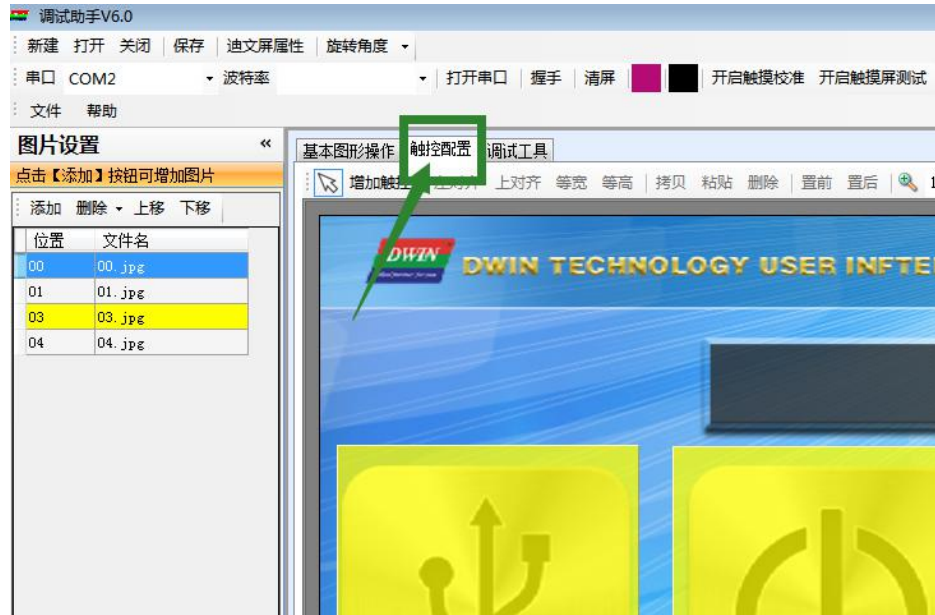 调试助手V6.0
新建 打开 关闭 保存 迪文屏属性 旋转角度
串口 COM2 波特率 打开串口 握手 清屏 开启触摸校准 开启触摸屏测试
文件 帮助
图片设置 «
基本图形操作 触控配置 调试工具
点击【添加】按钮可增加图片
增加触控 左对齐 上对齐 等宽 等高 拷贝 粘贴 删除 置前 置后 1
添加 删除 上移 下移
位置 文件名
00 00.jpg
01 01.jpg
03 03.jpg
04 04.jpg
DWIN
DWIN TECHNOLOGY USER INFTE